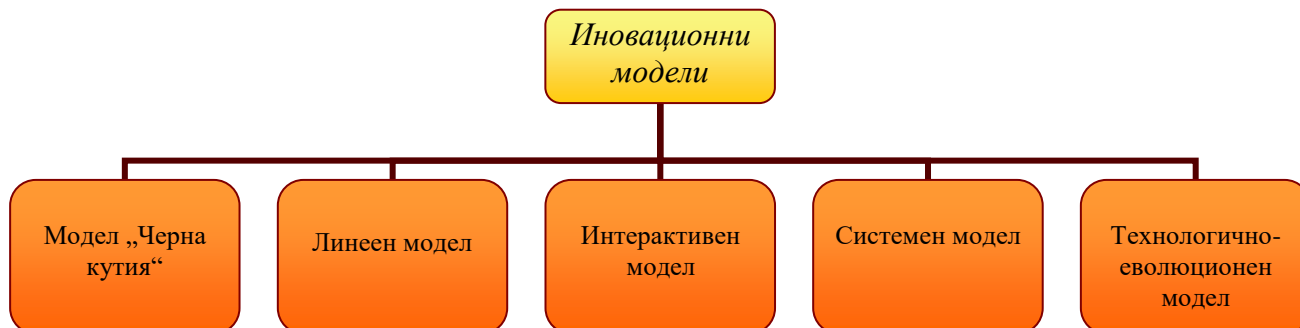 Иновационни
модели
Модел „Черна
кутия“
Линеен модел
Интерактивен
модел
Системен модел
Технологично-
еволюционен
модел